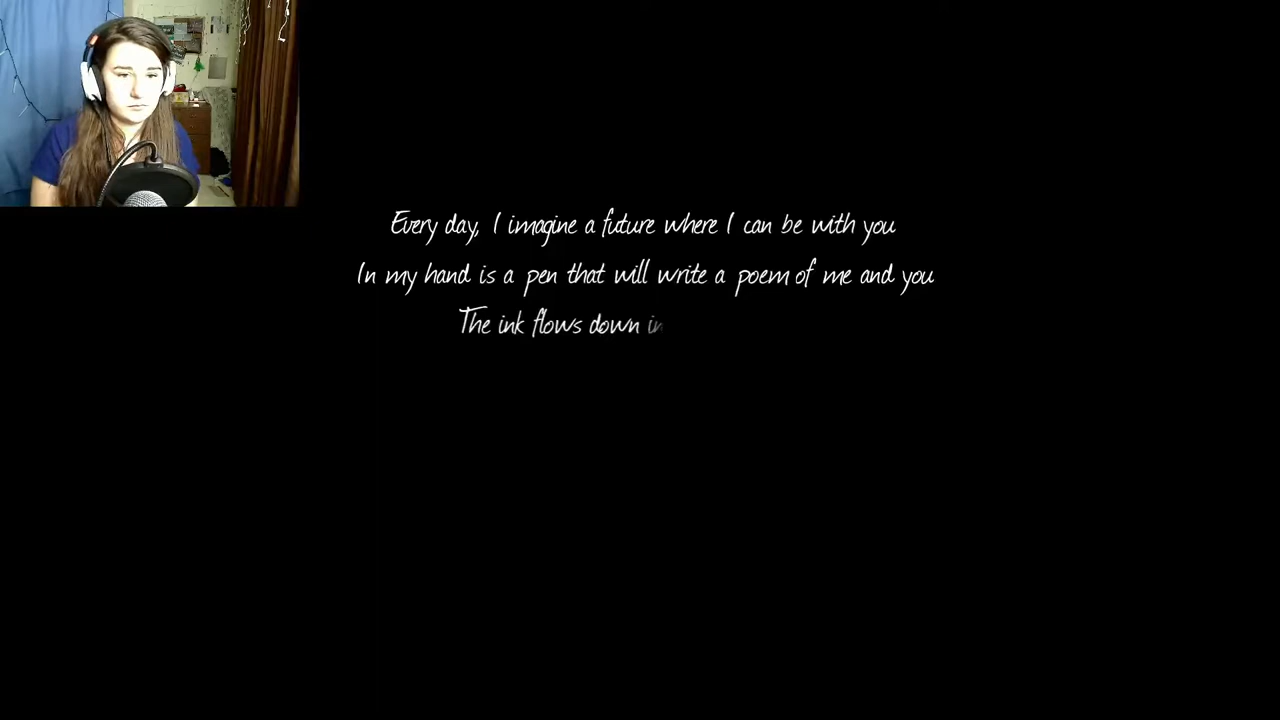 Every day, I imagine a future where I can be with you
In my hand is a pen that will write a poem of me and you
The ink flows down in